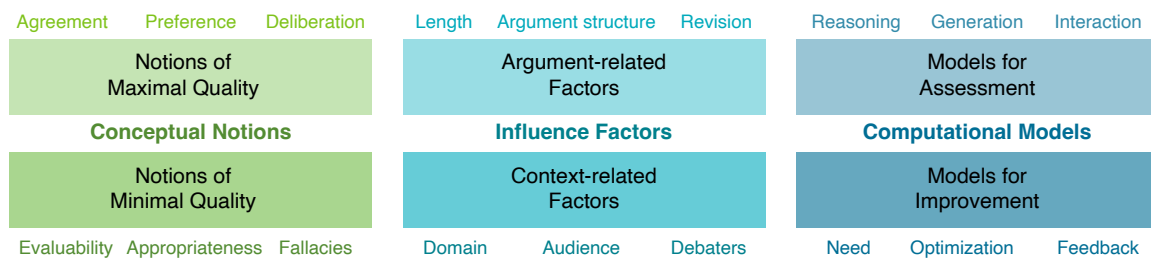 Agreement Preference Deliberation
Notions of
Maximal Quality
Conceptual Notions
Notions of
Minimal Quality
Evaluability Appropriateness Fallacies
Length Argument structure Revision
Argument-related
Factors
Influence Factors
Context-related
Factors
Domain Audience Debaters
Reasoning Generation Interaction
Models for
Assessment
Computational Models
Models for
Improvement
Need Optimization Feedback